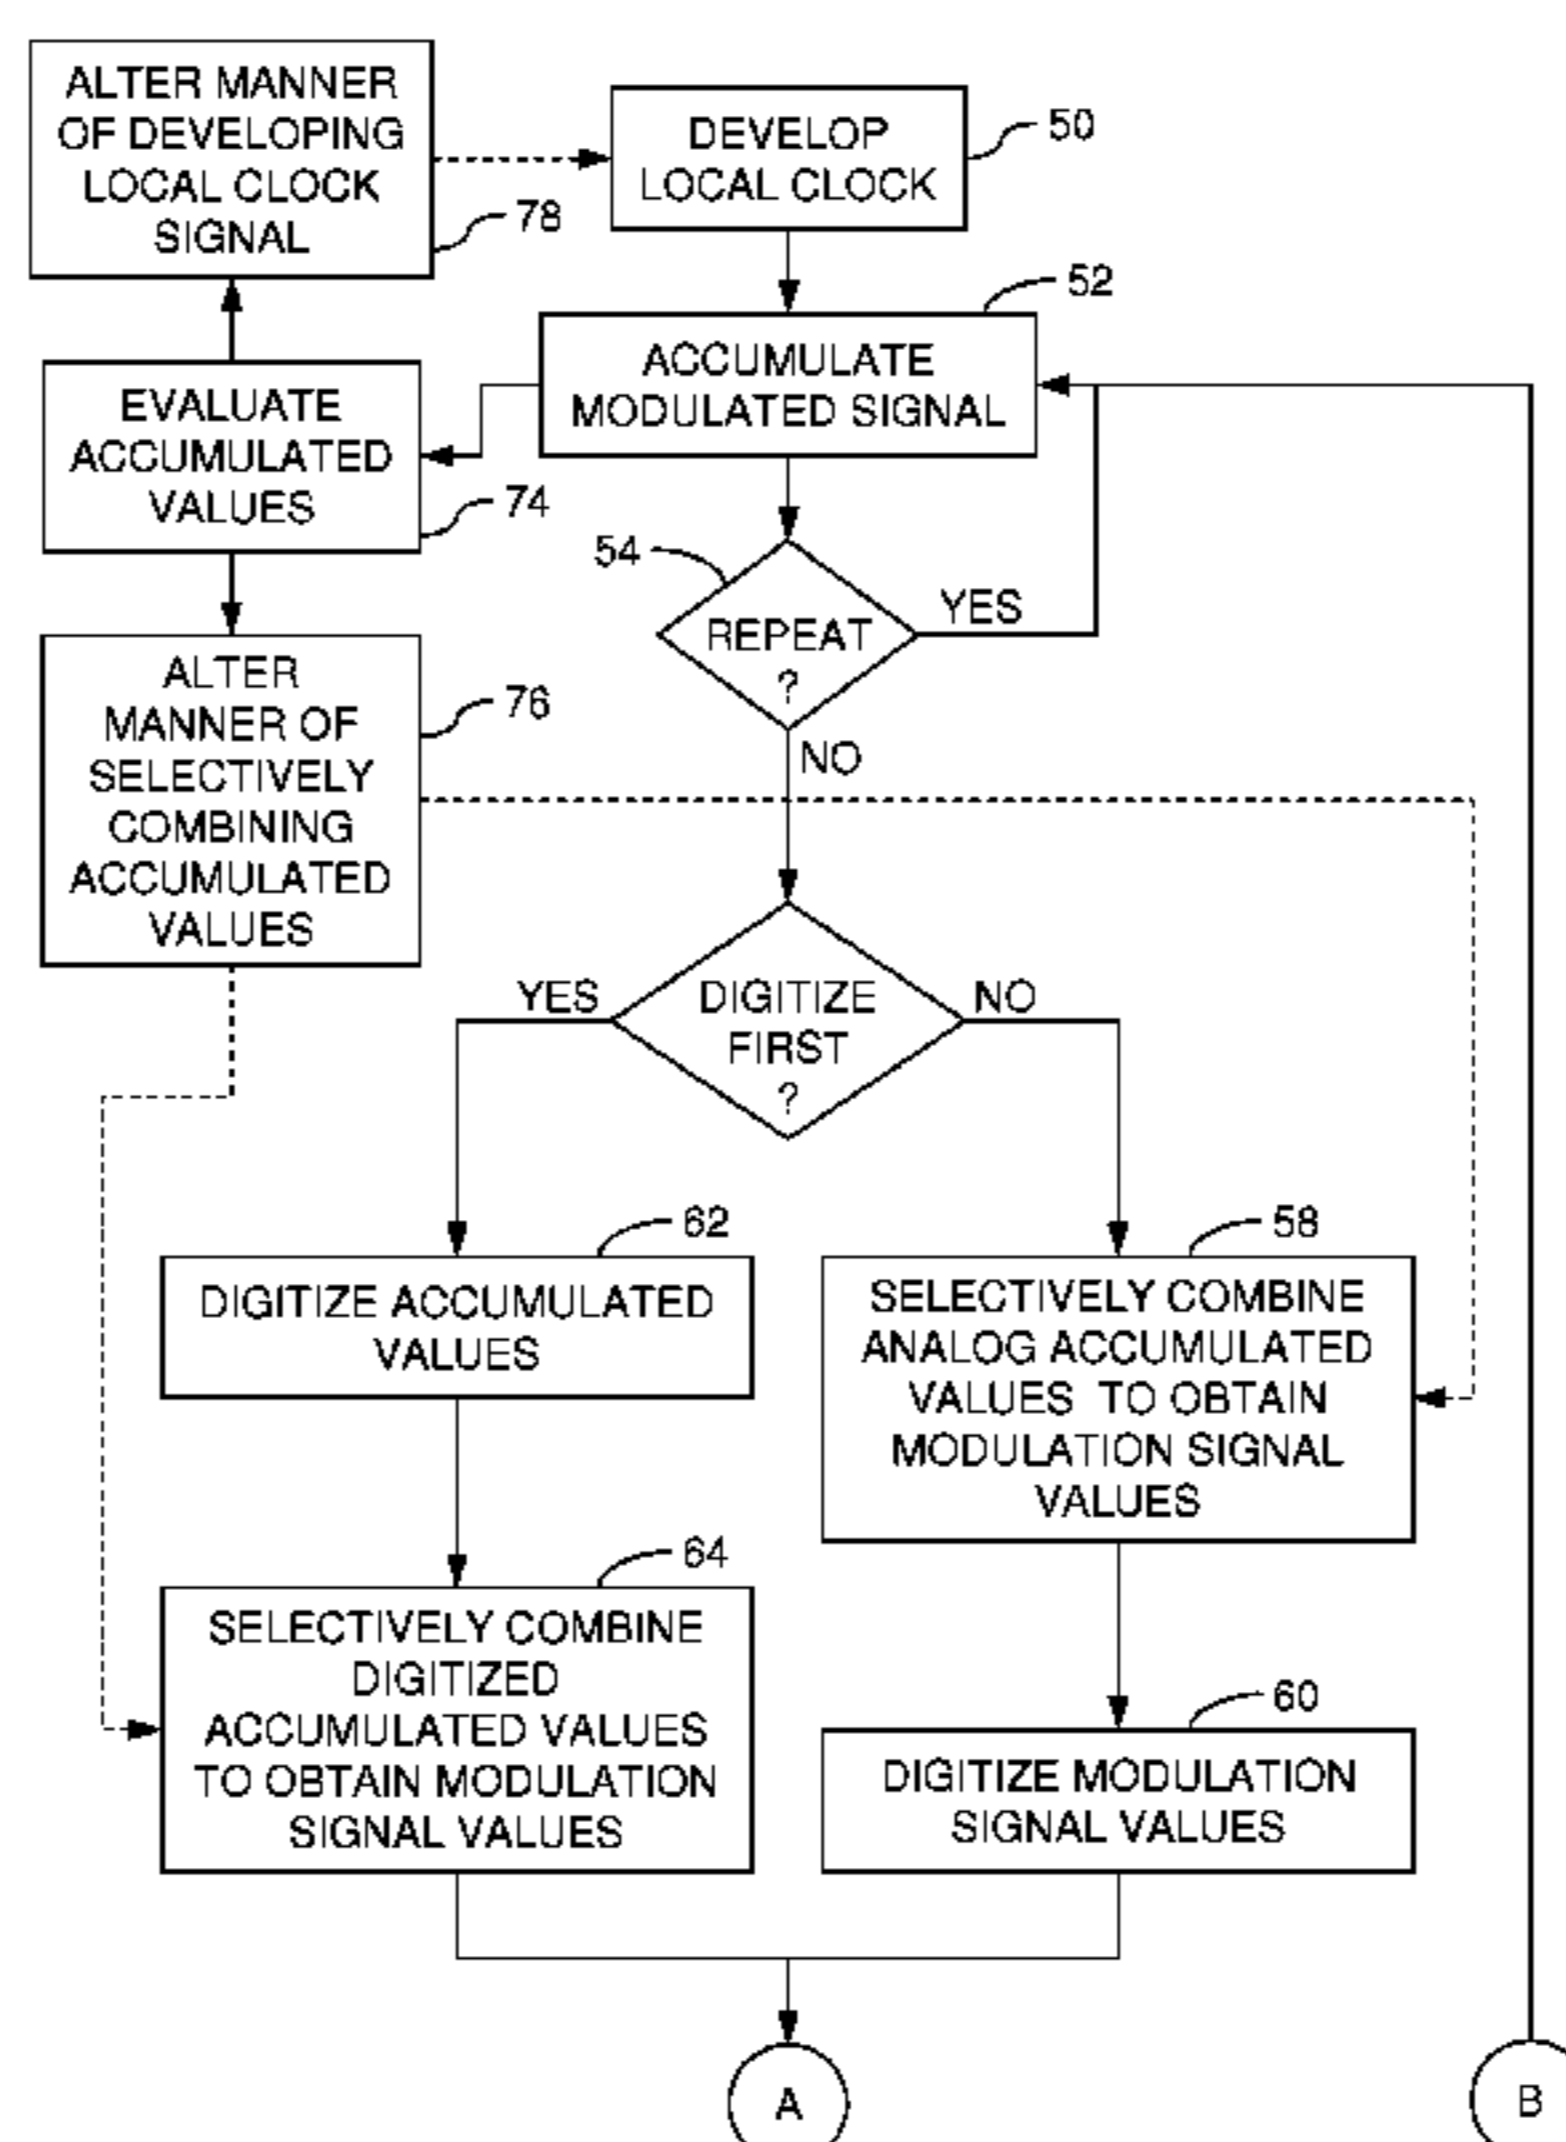 ALTER MANNER
OF DEVELOPING
LOCAL CLOCK
SIGNAL
78
DEVELOP
LOCAL CLOCK
50
52
ACCUMULATE
MODULATED SIGNAL
EVALUATE
ACCUMULATED
VALUES
74
54
REPEAT
?
YES
NO
ALTER
MANNER OF
SELECTIVELY
COMBINING
ACCUMULATED
VALUES
76
YES
DIGITIZE
FIRST
?
NO
62
DIGITIZE ACCUMULATED
VALUES
58
SELECTIVELY COMBINE
ANALOG ACCUMULATED
VALUES TO OBTAIN
MODULATION SIGNAL
VALUES
64
SELECTIVELY COMBINE
DIGITIZED
ACCUMULATED VALUES
TO OBTAIN MODULATION
SIGNAL VALUES
60
DIGITIZE MODULATION
SIGNAL VALUES
A
B